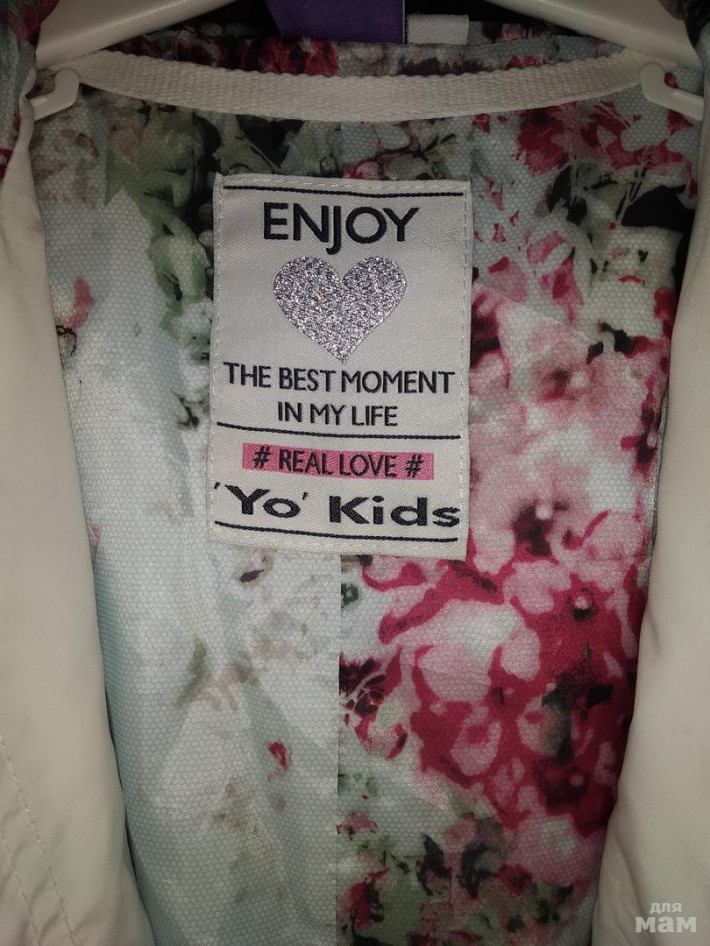 ENJOY
THE BEST MOMENT
IN MY LIFE
# REAL LOVE #
'Yo' Kids
для
мам